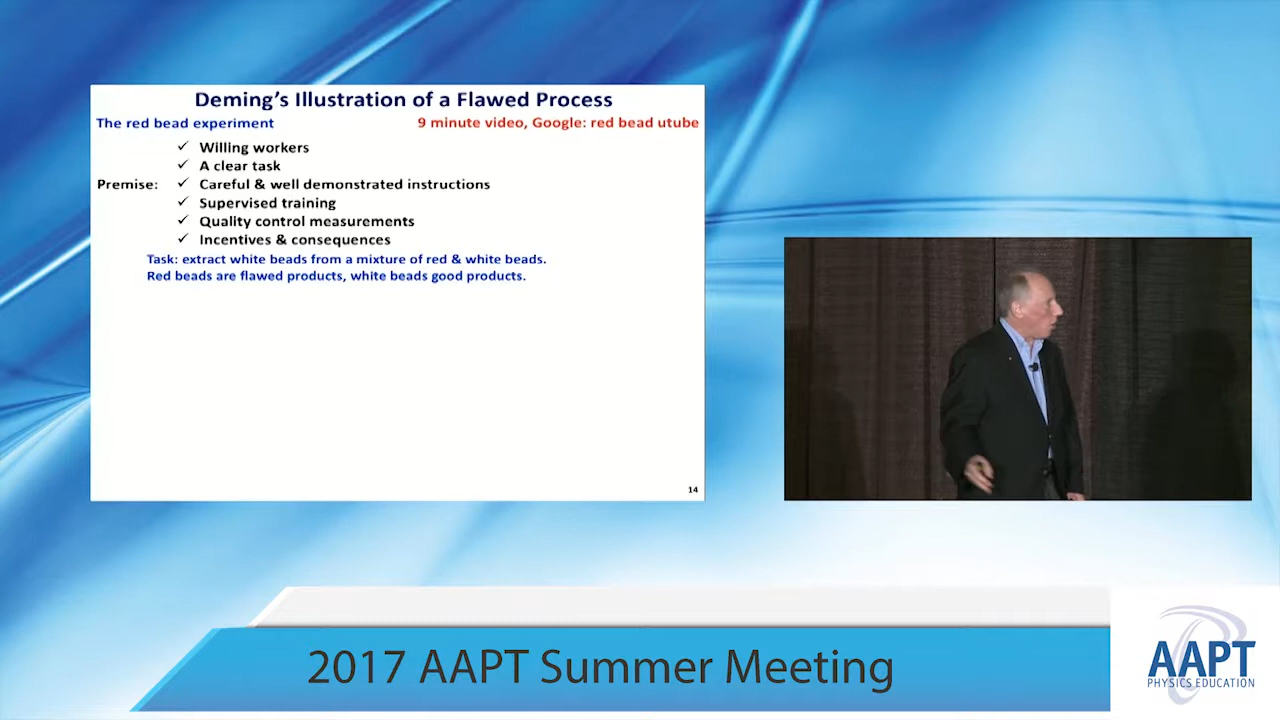 Deming's Illustration of a Flawed Process
The red bead experiment
9 minute video, Google: red bead utube
✓ Willing workers
✓ A clear task
Premise: ✓ Careful & well demonstrated instructions
✓ Supervised training
✓ Quality control measurements
✓ Incentives & consequences
Task: extract white beads from a mixture of red & white beads.
Red beads are flawed products, white beads good products.
14
2017 AAPT Summer Meeting
AAPT
PHYSICS EDUCATION